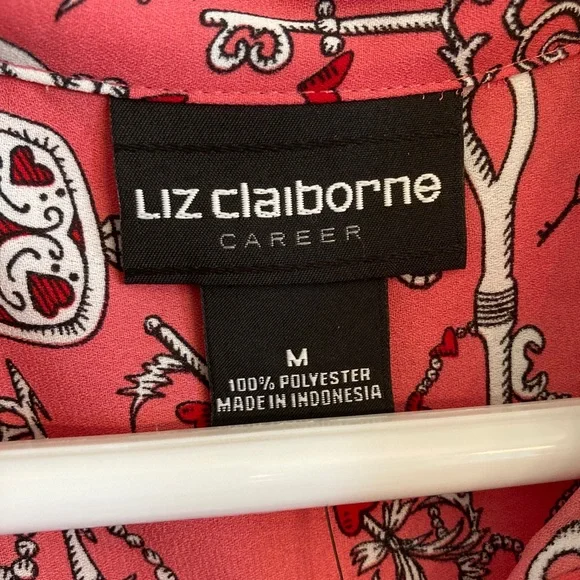 Liz claiborne
CAREER
M
100% POLYESTER
MADE IN INDONESIA